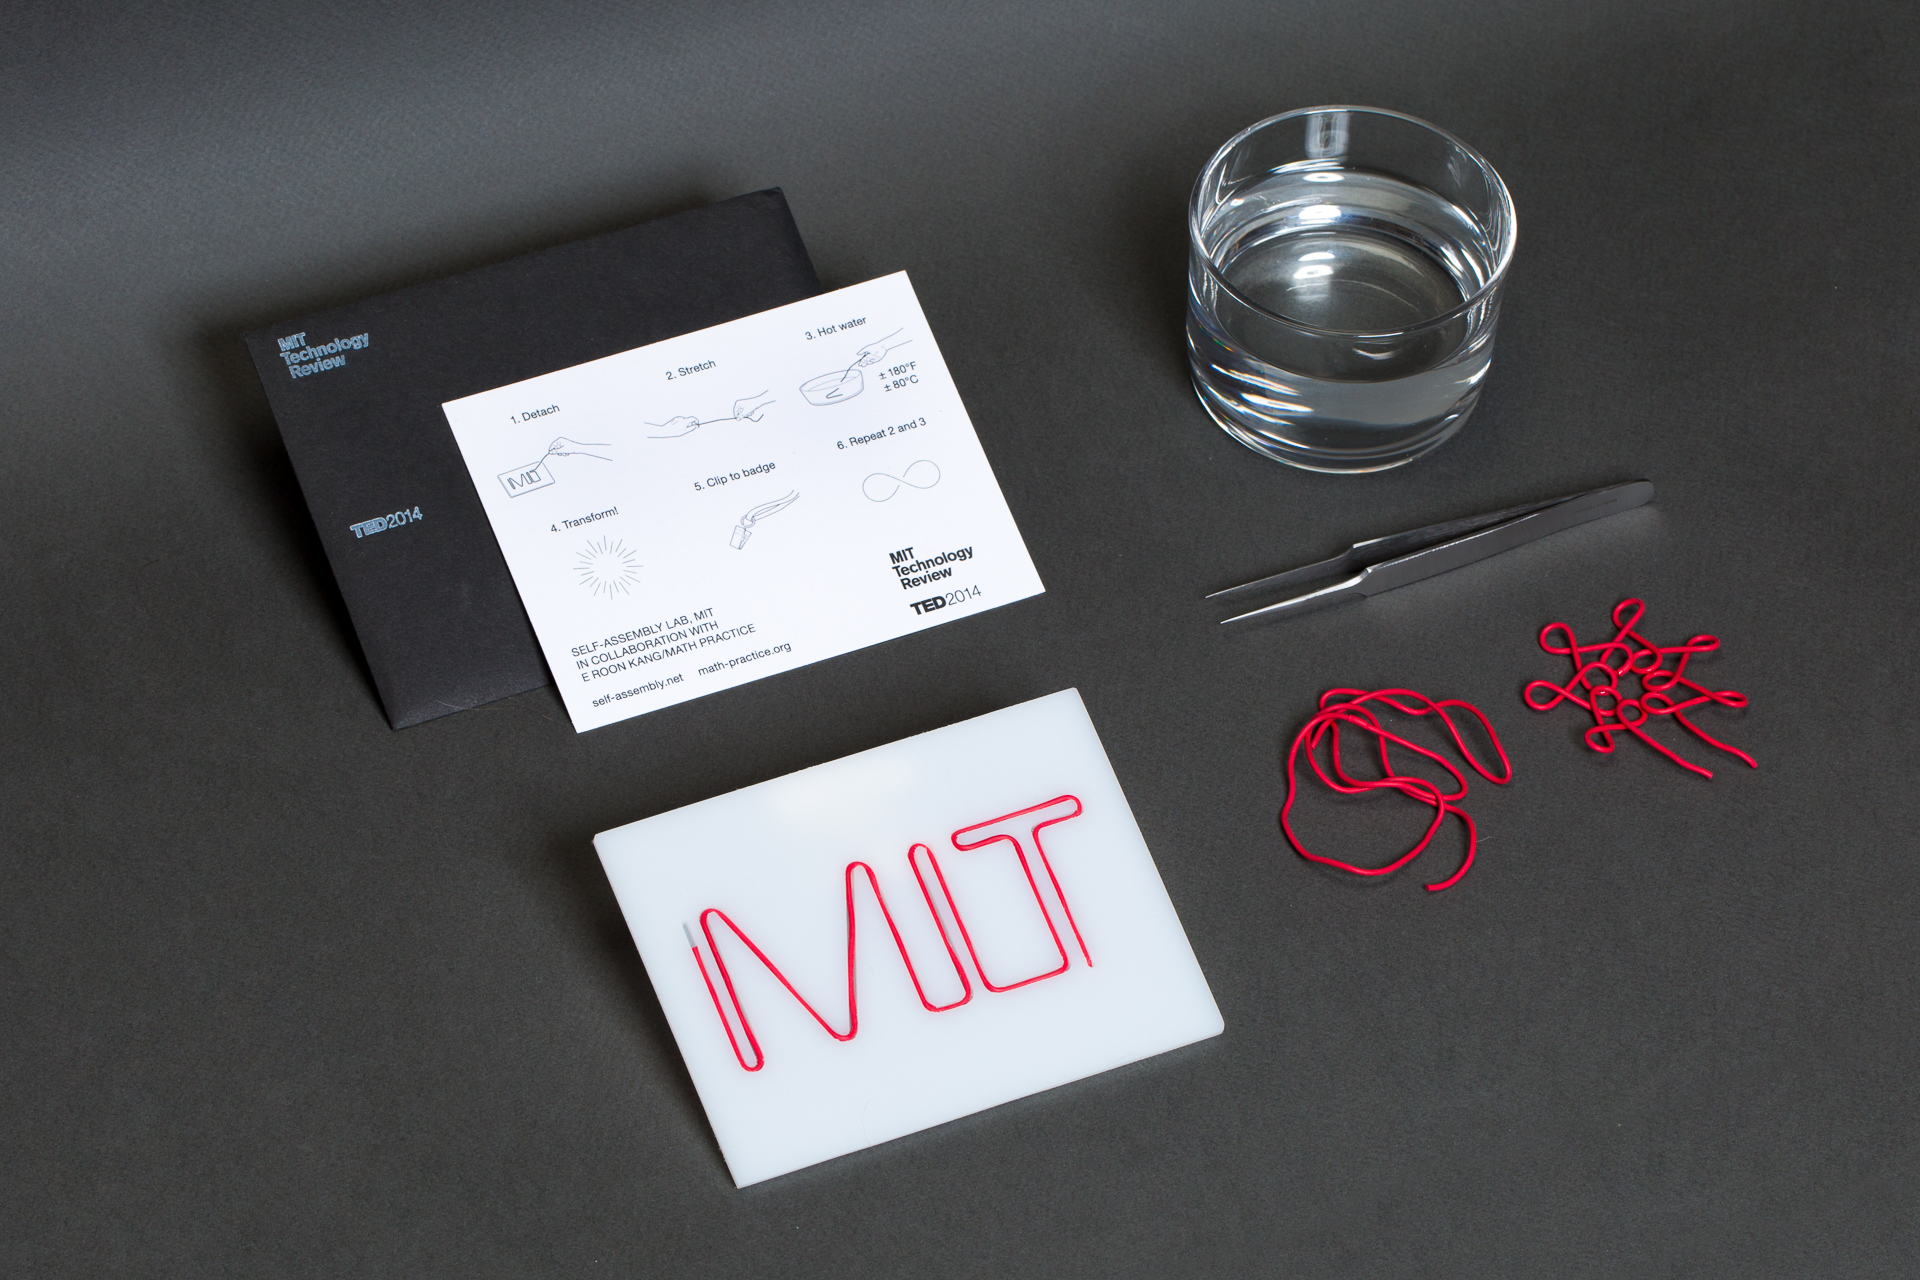 MIT
Technology
Review
TED2014
1. Detach
2. Stretch
3. Hot water
± 180°F
± 80°C
MIT
4. Transform!
5. Clip to badge
6. Repeat 2 and 3
SELF-ASSEMBLY LAB, MIT
IN COLLABORATION WITH
E ROON KANG/MATH PRACTICE
self-assembly.net math-practice.org
MIT
Technology
Review
TED2014
MIT